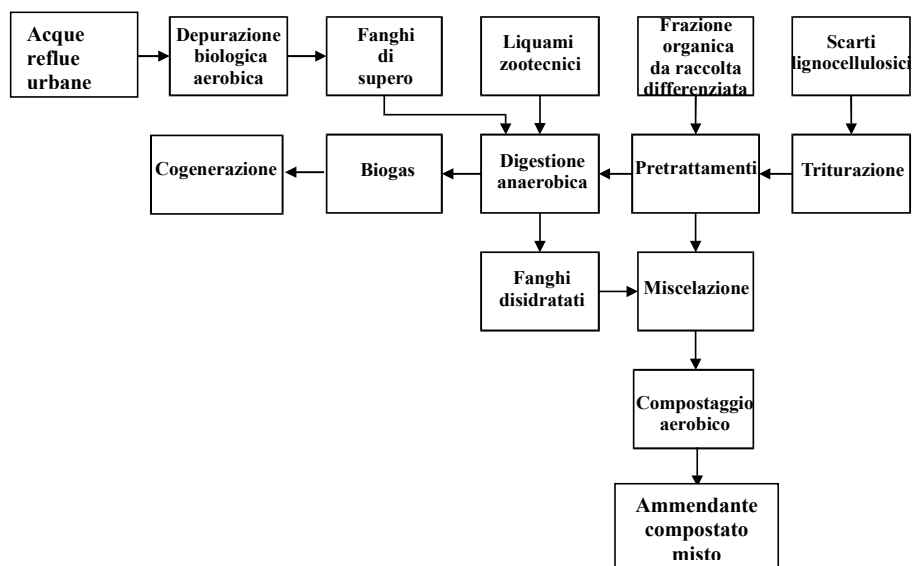 Acque
reflue
urbane
Depurazione
biologica
aerobica
Fanghi
di
supero
Liquami
zootecnici
Frazione
organica
da raccolta
differenziata
Scarti
lignocellulosici
Cogenerazione
Biogas
Digestione
anaerobica
Pretrattamenti
Triturazione
Fanghi
disidratati
Miscelazione
Compostaggio
aerobico
Ammendante
compostato
misto